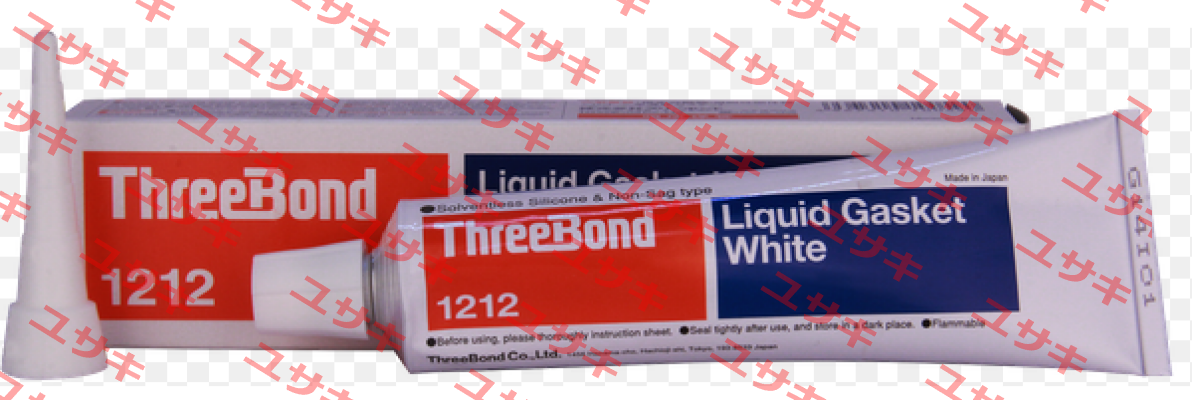 ThreeBond
1212
Liquid
●Solventless Silicone & Non-Sag type
Made in Japan
ThreeBond
1212
Liquid Gasket
White
●Before using, please thoroughly instruction sheet. ●Seal tightly after use, and store in a dark place. ●Flammable
ThreeBond Co., Ltd.
ユサキ